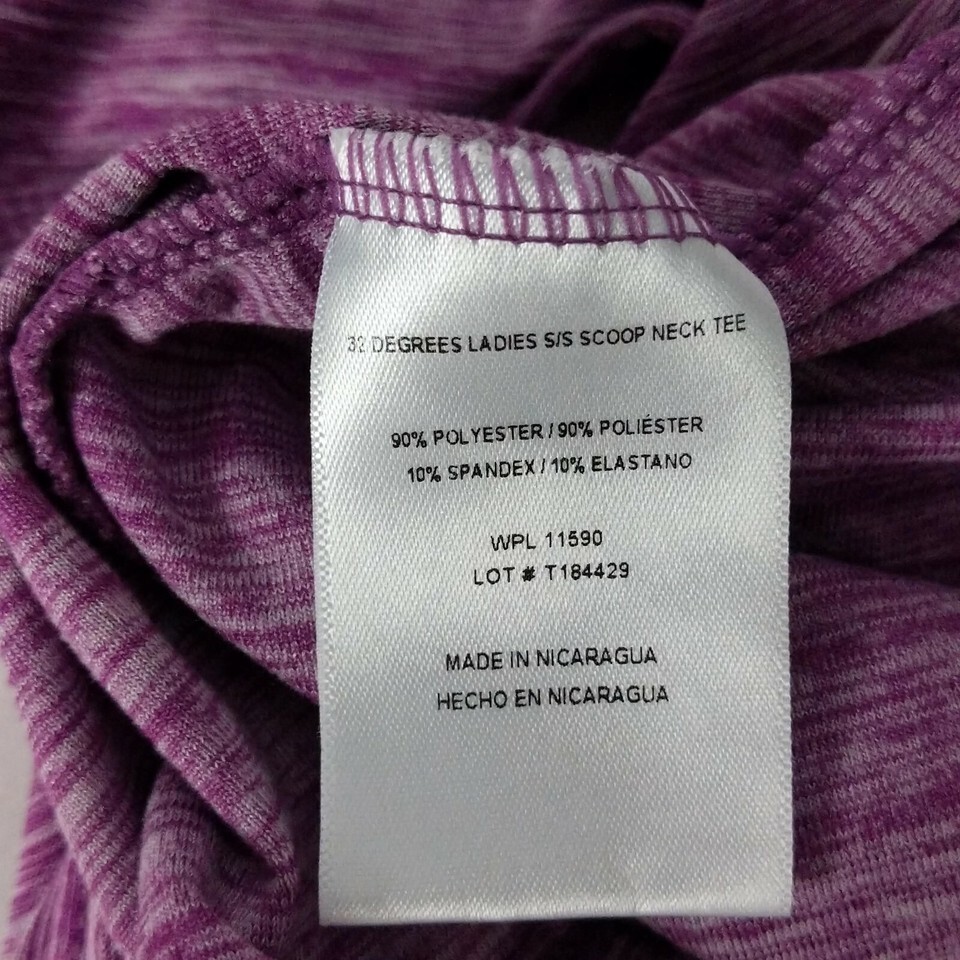 32 DEGREES LADIES S/S SCOOP NECK TEE
90% POLYESTER / 90% POLIÉSTER
10% SPANDEX / 10% ELASTANO
WPL 11590
LOT # T184429
MADE IN NICARAGUA
HECHO EN NICARAGUA